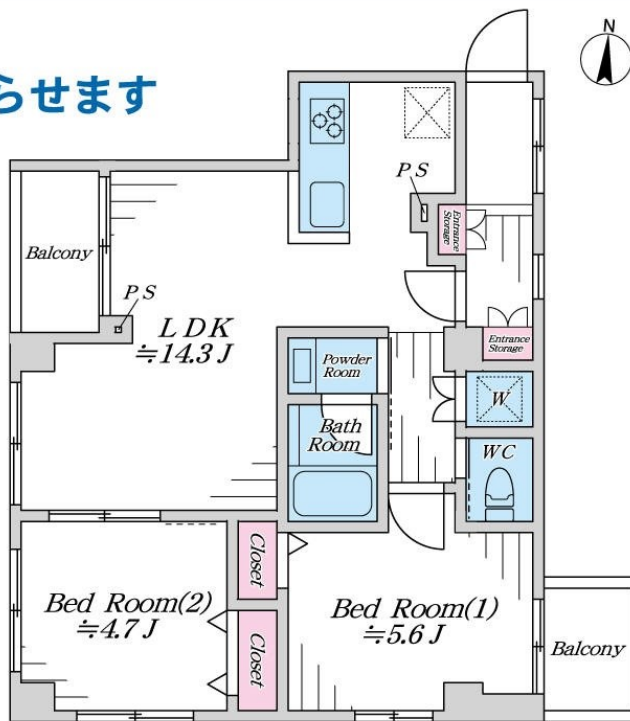 らせます
N
PS
Entrance
Storage
Balcony
PS
LDK
≒14.3J
Entrance
Storage
Powder
Room
W
Bath
Room
WC
Closet
Bed Room(2)
≒4.7J
Bed Room(1)
≒5.6J
Closet
Balcony